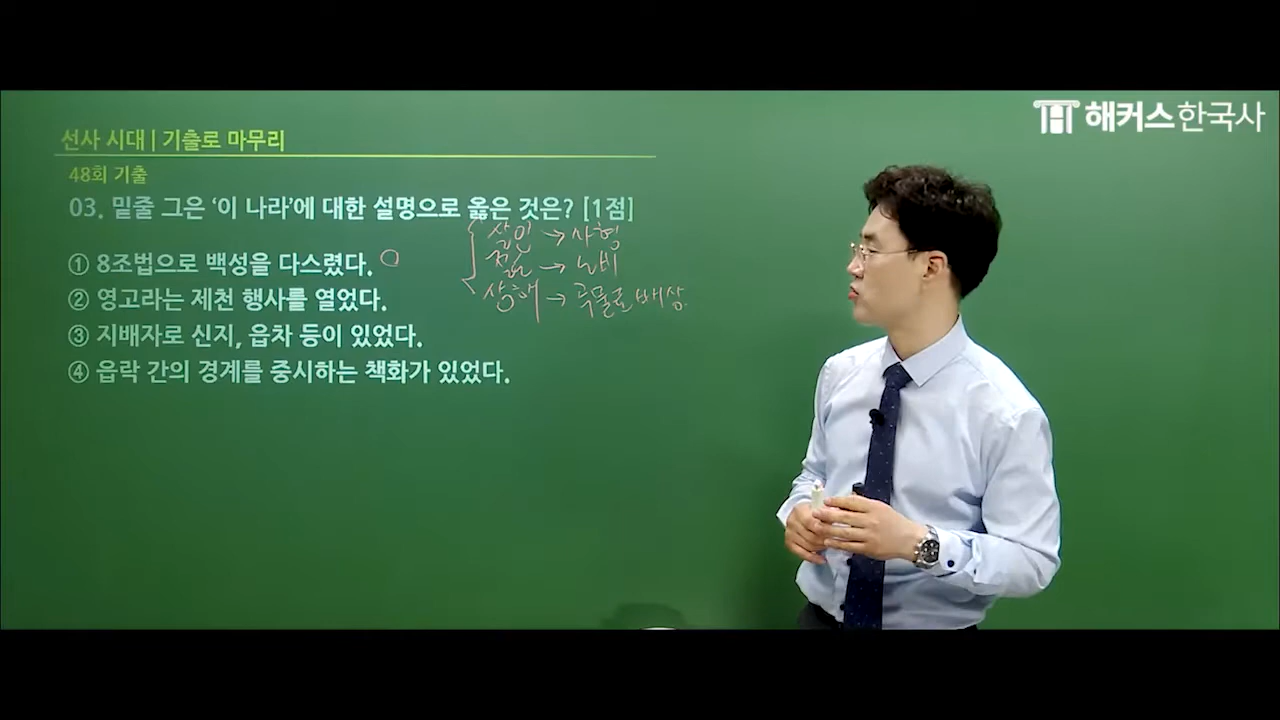 해커스한국사
선사 시대 | 기출로 마무리
48회 기출
03. 밑줄 그은 ‘이 나라’에 대한 설명으로 옳은 것은? [1점]
살인 → 사형
① 8조법으로 백성을 다스렸다.
→ 노비
② 영고라는 제천 행사를 열었다.
상해 → 곡물로 배상.
③ 지배자로 신지, 읍차 등이 있었다.
④ 읍락 간의 경계를 중시하는 책화가 있었다.